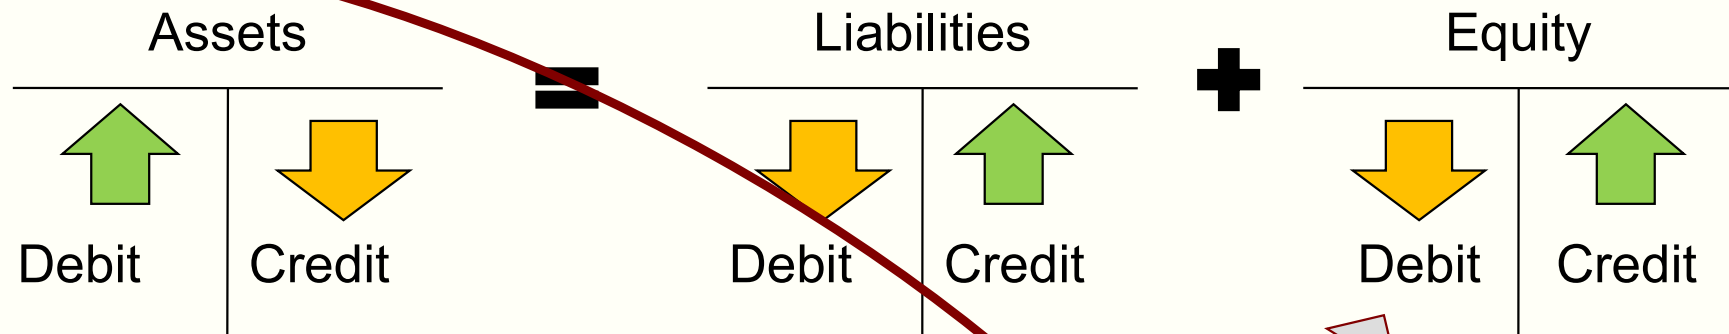 Assets = Liabilities + Equity
Debit Credit Debit Credit Debit Credit